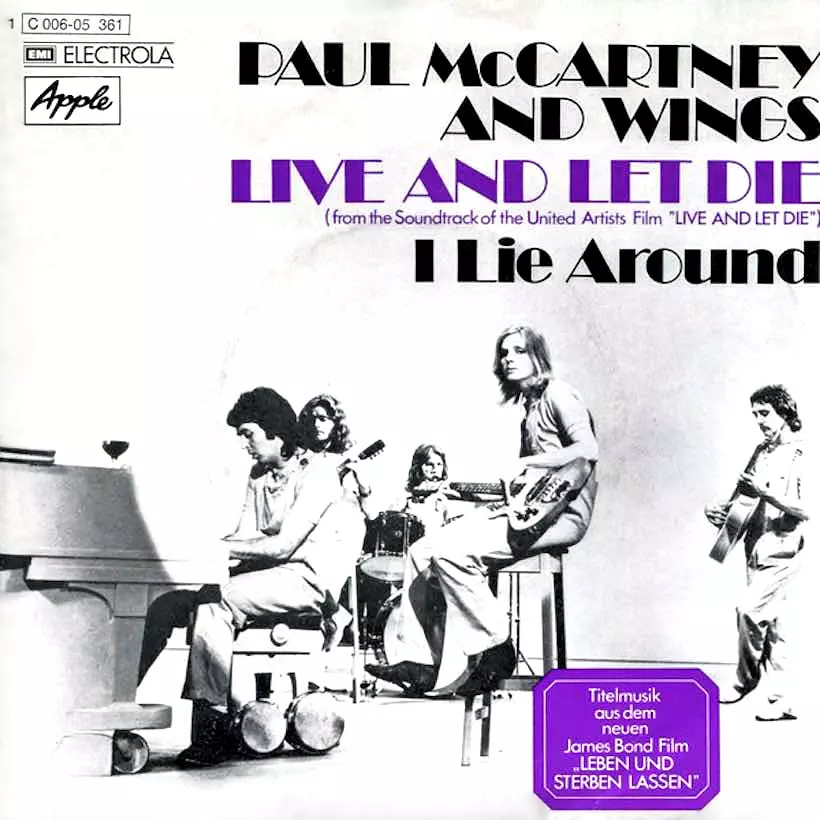 1 C 006-05 361
EMI ELECTROLA
Apple
PAUL McCARTNEY
AND WINGS
LIVE AND LET DIE
(from the Soundtrack of the United Artists Film "LIVE AND LET DIE")
I Lie Around
Titelmusik
aus dem
neuen
James Bond Film
„LEBEN UND
STERBEN LASSEN"